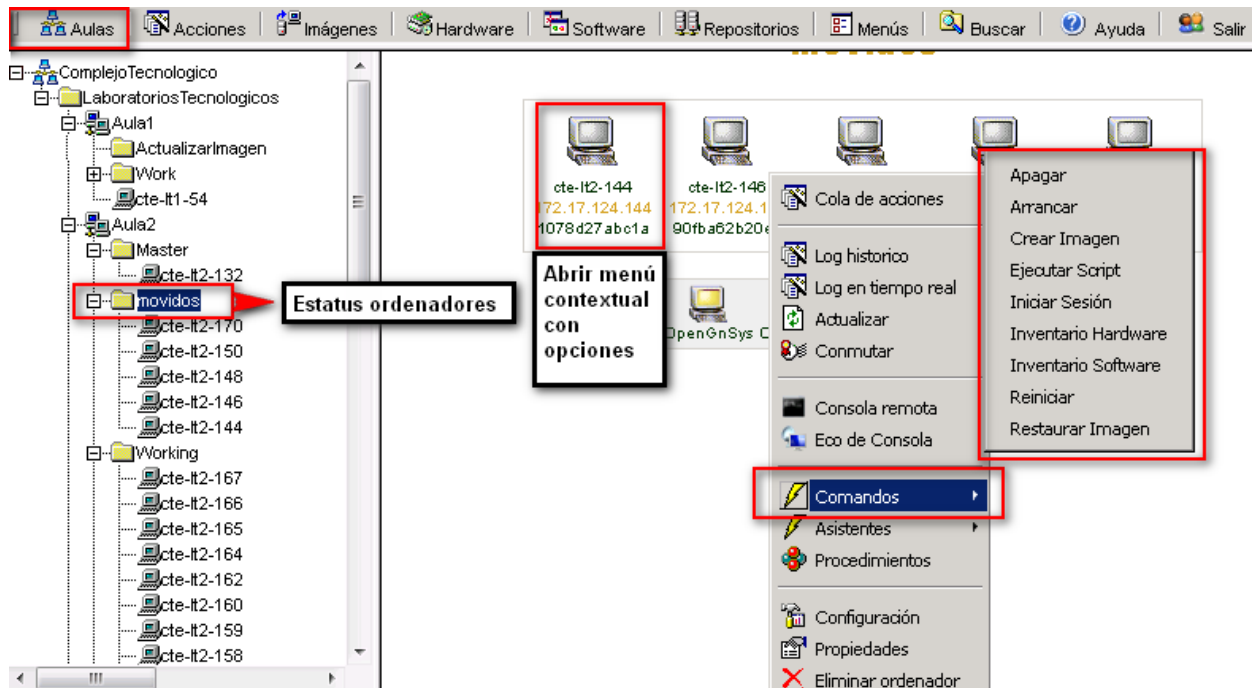 Aulas
Acciones
Imágenes
Hardware
Software
Repositorios
Menús
Buscar
Ayuda
Salir
ComplejoTecnologico
LaboratoriosTecnologicos
Aula1
ActualizarImagen
Work
cte-lt1-54
Aula2
Master
cte-lt2-132
movidos
cte-lt2-170
cte-lt2-150
cte-lt2-148
cte-lt2-146
cte-lt2-144
Working
cte-lt2-167
cte-lt2-166
cte-lt2-165
cte-lt2-164
cte-lt2-162
cte-lt2-160
cte-lt2-159
cte-lt2-158
Estatus ordenadores
cte-lt2-144
172.17.124.144
4078d27abc1a
cte-lt2-146
172.17.124.1
90fba62b20
Abrir menú
contextual
con
opciones
OpenGnSys
Cola de acciones
Log historico
Log en tiempo real
Actualizar
Conmutar
Consola remota
Eco de Consola
Comandos
Asistentes
Procedimientos
Configuración
Propiedades
Eliminar ordenador
Apagar
Arrancar
Crear Imagen
Ejecutar Script
Iniciar Sesión
Inventario Hardware
Inventario Software
Reiniciar
Restaurar Imagen